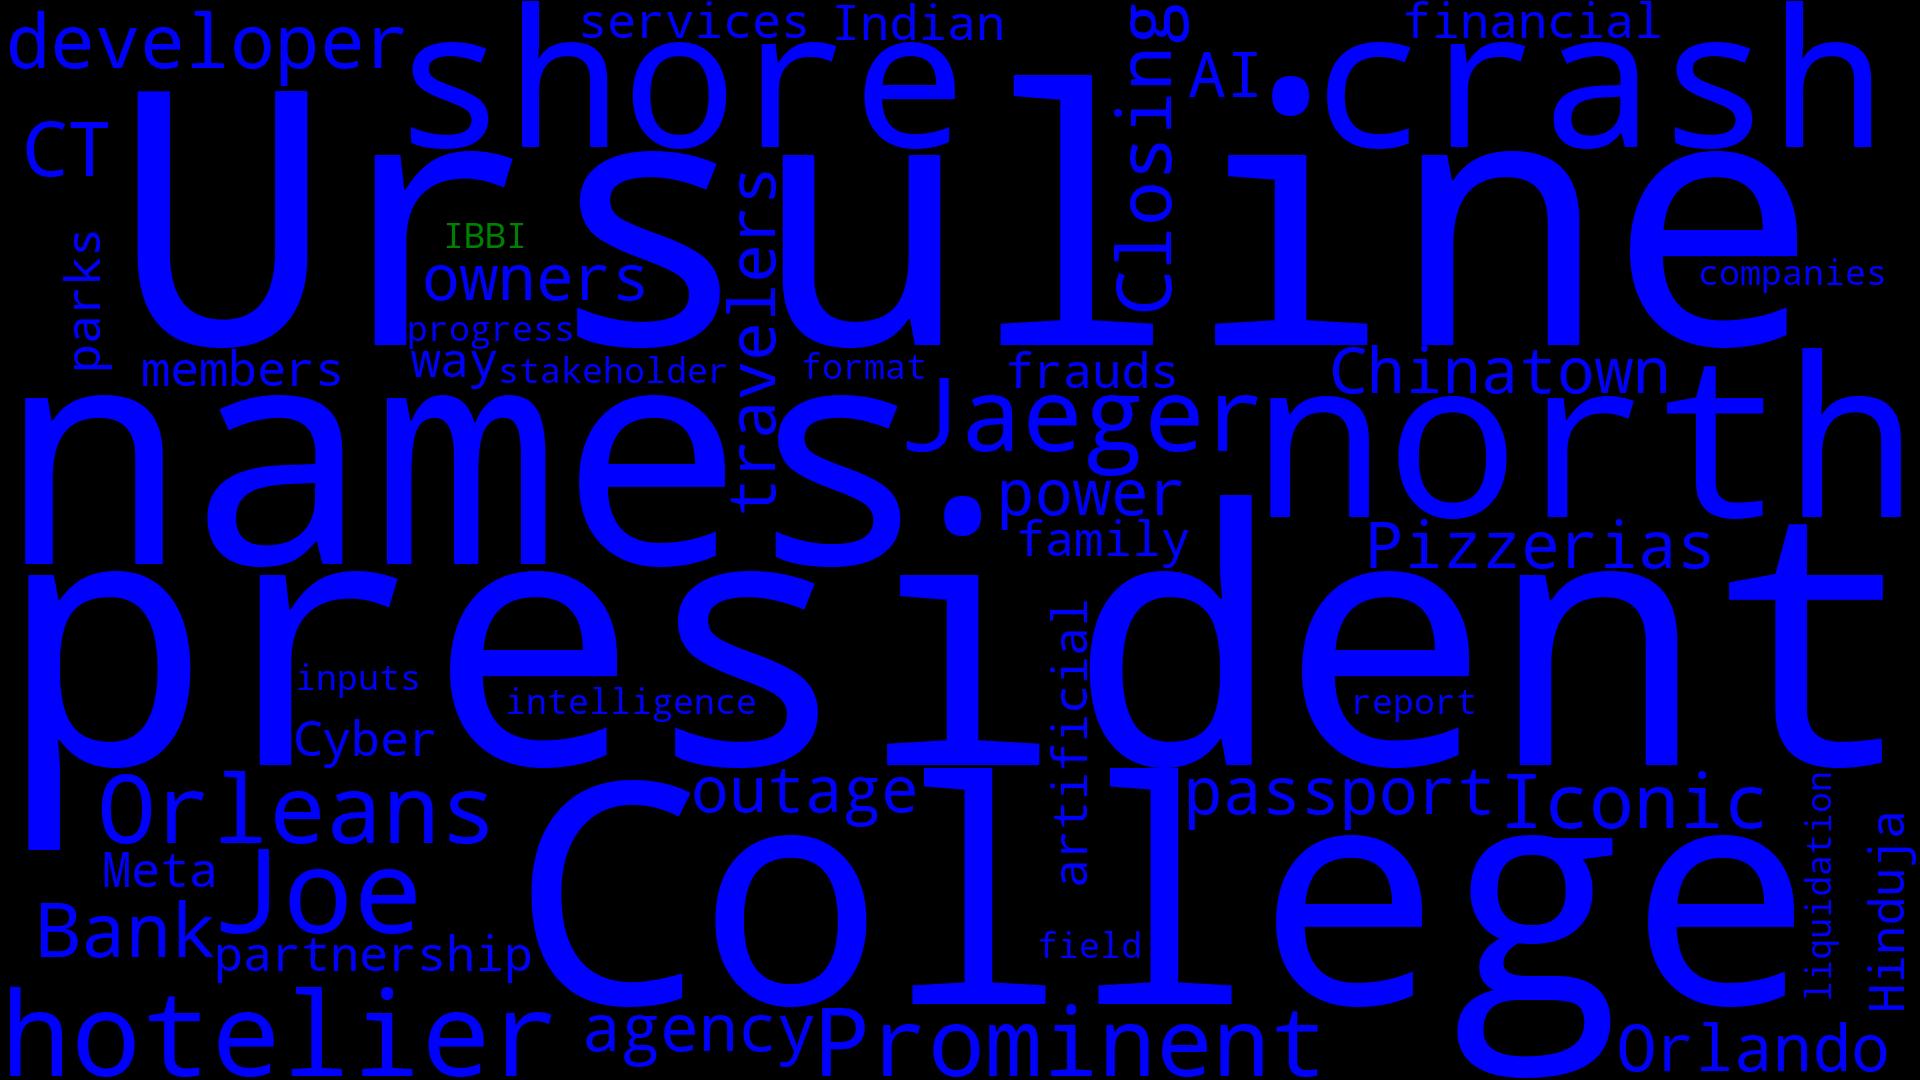 developer
shore
services
Indian
Closing
AI
financial
crash
CT
Ursuline
IBBI
owners
travelers
parks
companies
progress
members
way
stakeholder
format
frauds
Chinatown
names
Jaeger
north
power
family
Pizzerias
president
inputs
intelligence
artificial
report
Cyber
Orleans
outage
passport
Iconic
Meta
Joe
College
liquidation
Hinduja
Bank
partnership
field
hotelier
agency
Prominent
Orlando